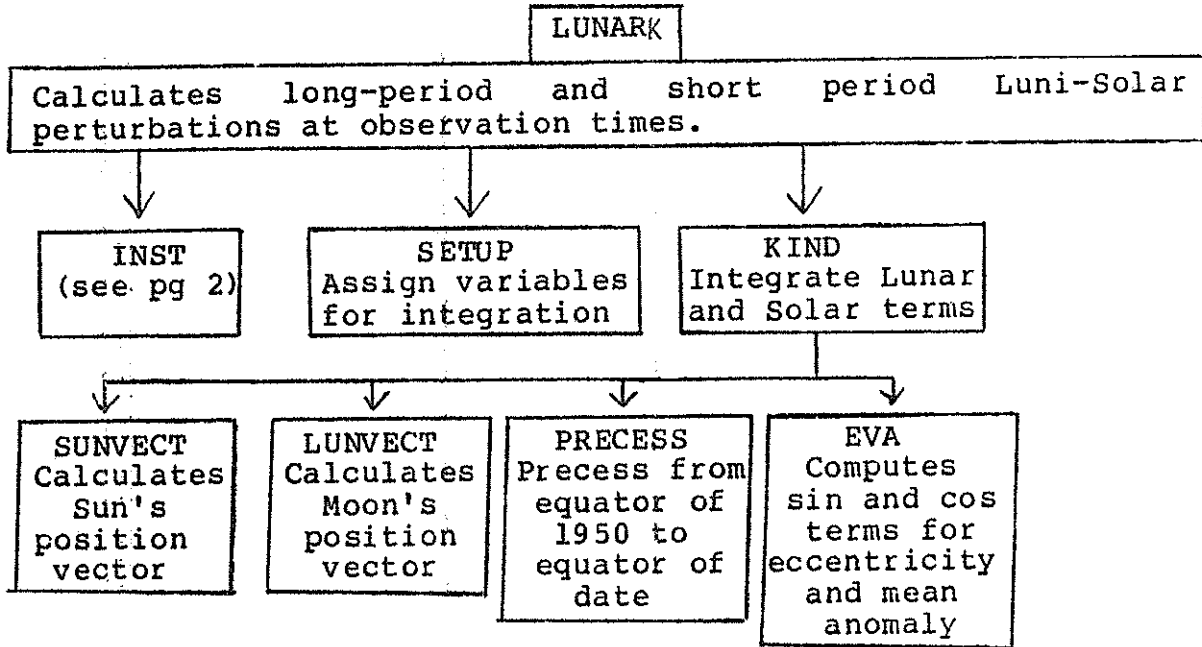 LUNARK
Calculates long-period and short period Luni-Solar
perturbations at observation times.
INST
(see pg 2)
SETUP
Assign variables
for integration
KIND
Integrate Lunar
and Solar terms
SUNVECT
Calculates
Sun's
position
vector
LUNVECT
Calculates
Moon's
position
vector
PRECESS
Precess from
equator of
1950 to
equator of
date
EVA
Computes
sin and cos
terms for
eccentricity
and mean
anomaly